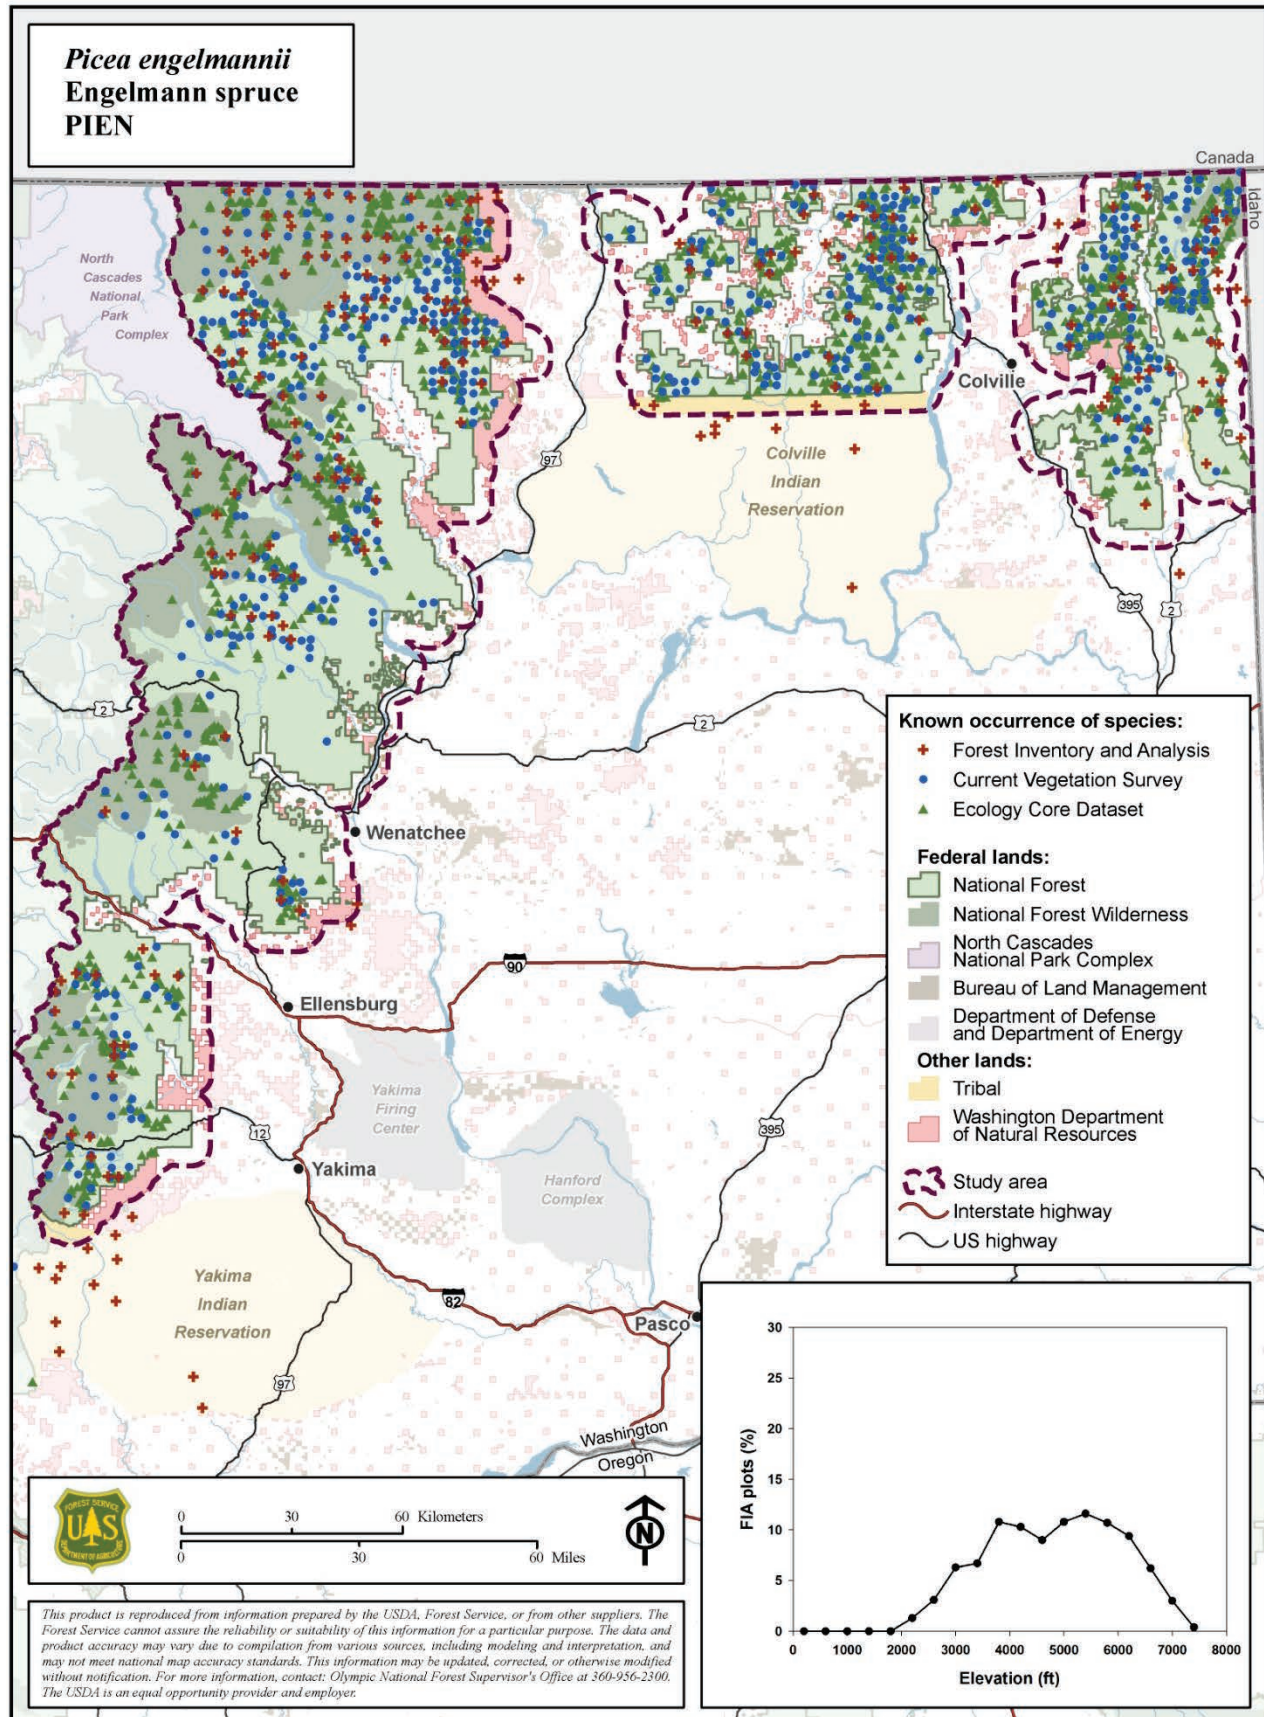 Picea engelmannii
Engelmann spruce
PIEN
Canada
Idaho
North
Cascades
National
Park
Complex
Colville
97
Colville
Indian
Reservation
395
2
2
2
Wenatchee
90
Ellensburg
Yakima
Firing
Center
12
Yakima
Hanford
Complex
395
Yakima
Indian
Reservation
82
Pasco
97
Washington
Oregon
Known occurrence of species:
Forest Inventory and Analysis
Current Vegetation Survey
Ecology Core Dataset
Federal lands:
National Forest
National Forest Wilderness
North Cascades
National Park Complex
Bureau of Land Management
Department of Defense
and Department of Energy
Other lands:
Tribal
Washington Department
of Natural Resources
Study area
Interstate highway
US highway
FOREST SERVICE
U S
DEPARTMENT OF AGRICULTURE
0 30 60 Kilometers
0 30 60 Miles
N
This product is reproduced from information prepared by the USDA, Forest Service, or from other suppliers. The
Forest Service cannot assure the reliability or suitability of this information for a particular purpose. The data and
product accuracy may vary due to compilation from various sources, including modeling and interpretation, and
may not meet national map accuracy standards. This information may be updated, corrected, or otherwise modified
without notification. For more information, contact: Olympic National Forest Supervisor's Office at 360-956-2300.
The USDA is an equal opportunity provider and employer.
30
25
20
15
10
5
0
FIA plots (%)
0 1000 2000 3000 4000 5000 6000 7000 8000
Elevation (ft)